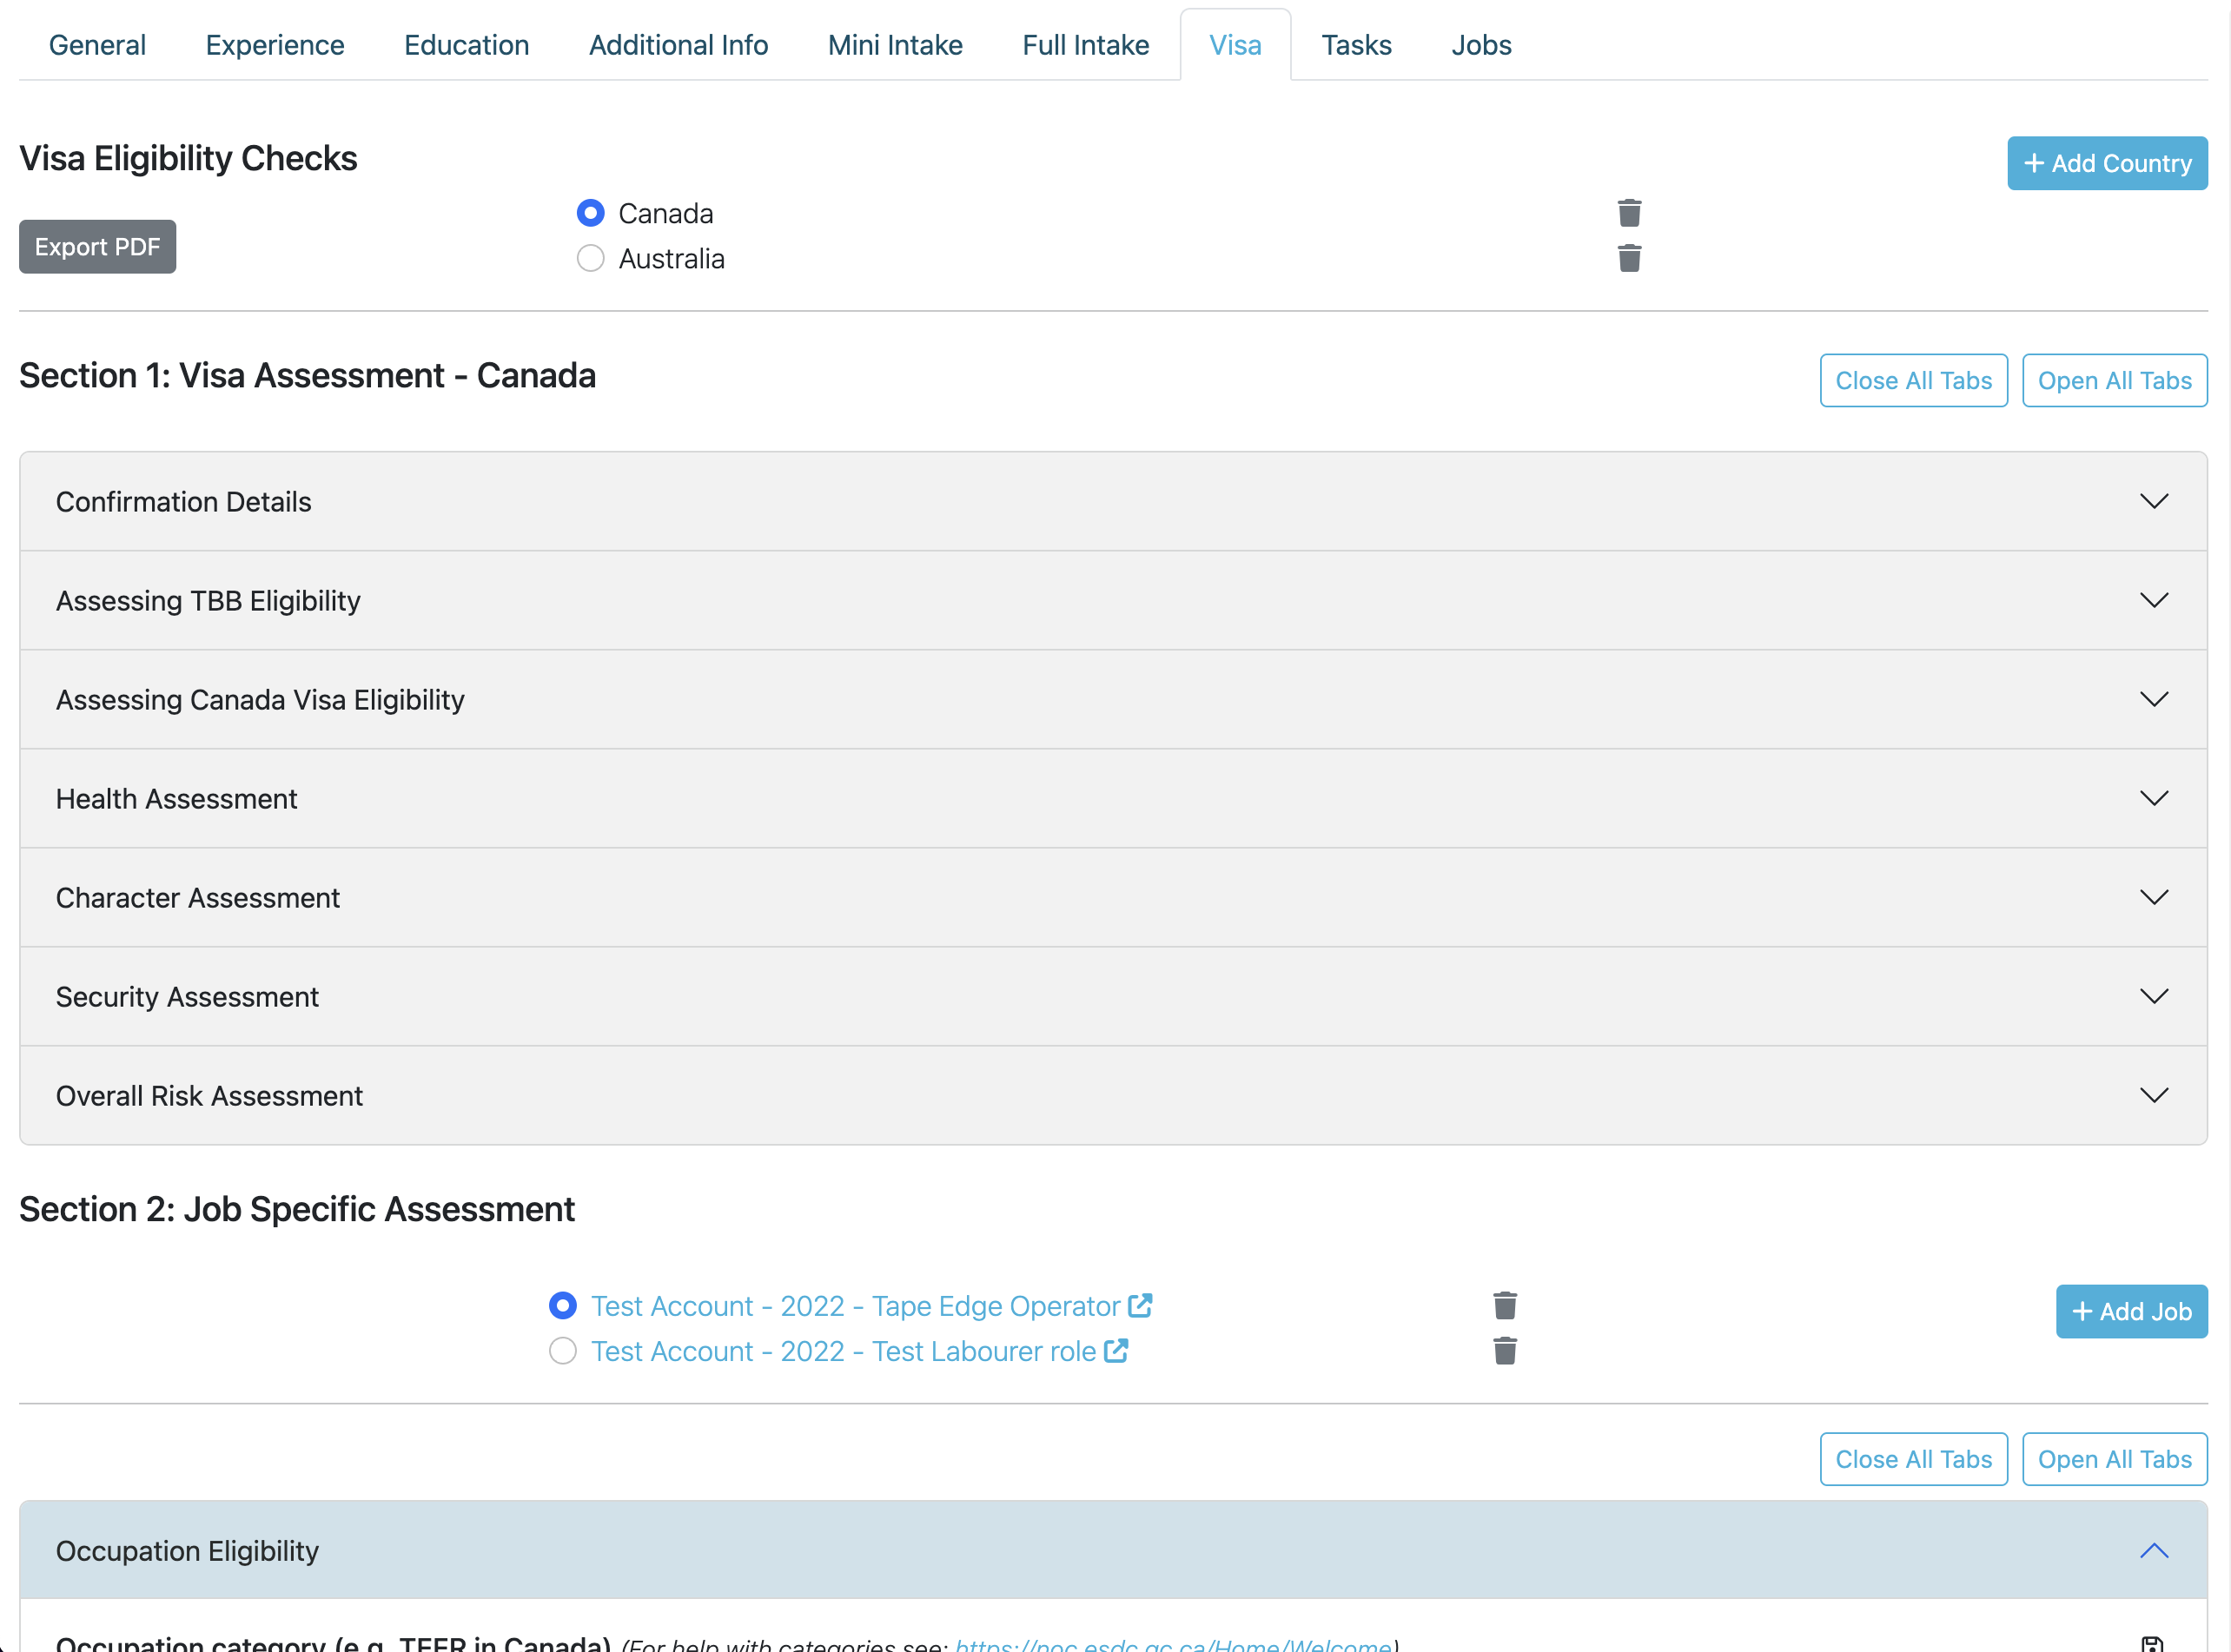 General Experience Education Additional Info Mini Intake Full Intake Visa Tasks Jobs
Visa Eligibility Checks
+ Add Country
Export PDF
Canada
Australia
Section 1: Visa Assessment - Canada
Close All Tabs Open All Tabs
Confirmation Details
Assessing TBB Eligibility
Assessing Canada Visa Eligibility
Health Assessment
Character Assessment
Security Assessment
Overall Risk Assessment
Section 2: Job Specific Assessment
Test Account - 2022 - Tape Edge Operator
+ Add Job
Test Account - 2022 - Test Labourer role
Close All Tabs Open All Tabs
Occupation Eligibility
Occupation category (e.g. TEER in Canada) (For help with categories see: https://noc.esdc.gc.ca/Home/Welcome)